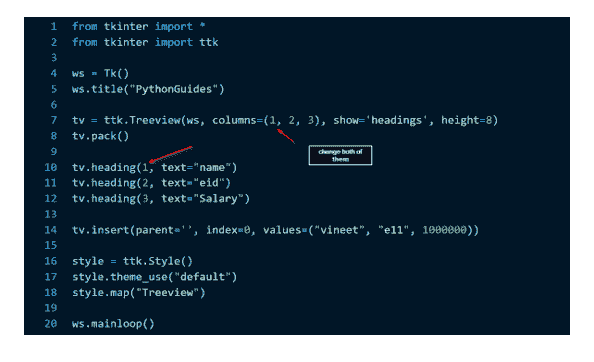 1 from tkinter import *
2 from tkinter import ttk
3
4 ws = Tk()
5 ws.title("PythonGuides")
6
7 tv = ttk.Treeview(ws, columns=(1, 2, 3), show='headings', height=8)
8 tv.pack()
9
change both of
them
10 tv.heading(1, text="name")
11 tv.heading(2, text="eid")
12 tv.heading(3, text="Salary")
13
14 tv.insert(parent='', index=0, values=("vineet", "e11", 1000000))
15
16 style = ttk.Style()
17 style.theme_use("default")
18 style.map("Treeview")
19
20 ws.mainloop()